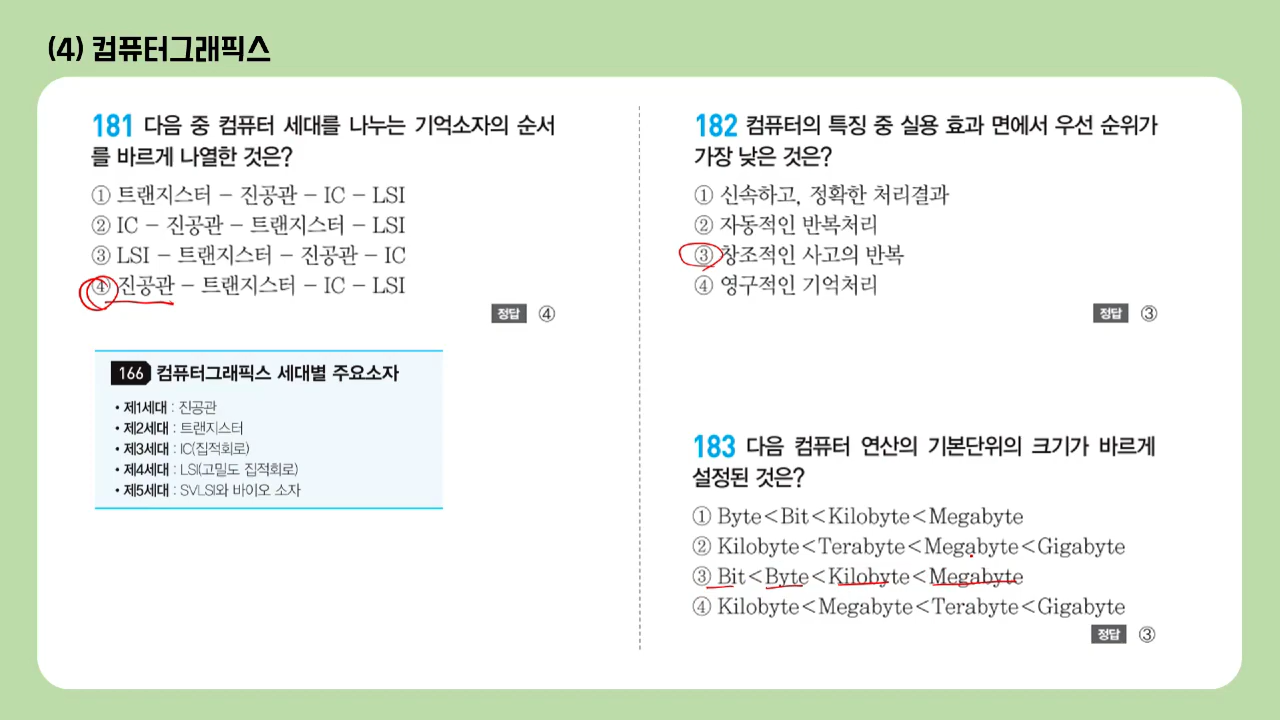 (4) 컴퓨터그래픽스
181 다음 중 컴퓨터 세대를 나누는 기억소자의 순서
를 바르게 나열한 것은?
① 트랜지스터 – 진공관 – IC – LSI
② IC – 진공관 – 트랜지스터 – LSI
③ LSI – 트랜지스터 – 진공관 – IC
④ 진공관 – 트랜지스터 – IC – LSI
정답 ④
166 컴퓨터그래픽스 세대별 주요소자
• 제1세대 : 진공관
• 제2세대 : 트랜지스터
• 제3세대 : IC(집적회로)
• 제4세대 : LSI(고밀도 집적회로)
• 제5세대 : SVLSI와 바이오 소자
182 컴퓨터의 특징 중 실용 효과 면에서 우선 순위가
가장 낮은 것은?
① 신속하고, 정확한 처리결과
② 자동적인 반복처리
③ 창조적인 사고의 반복
④ 영구적인 기억처리
정답 ③
183 다음 컴퓨터 연산의 기본단위의 크기가 바르게
설정된 것은?
① Byte<Bit<Kilobyte<Megabyte
② Kilobyte<Terabyte<Megabyte<Gigabyte
③ Bit<Byte<Kilobyte<Megabyte
④ Kilobyte<Megabyte<Terabyte<Gigabyte
정답 ③